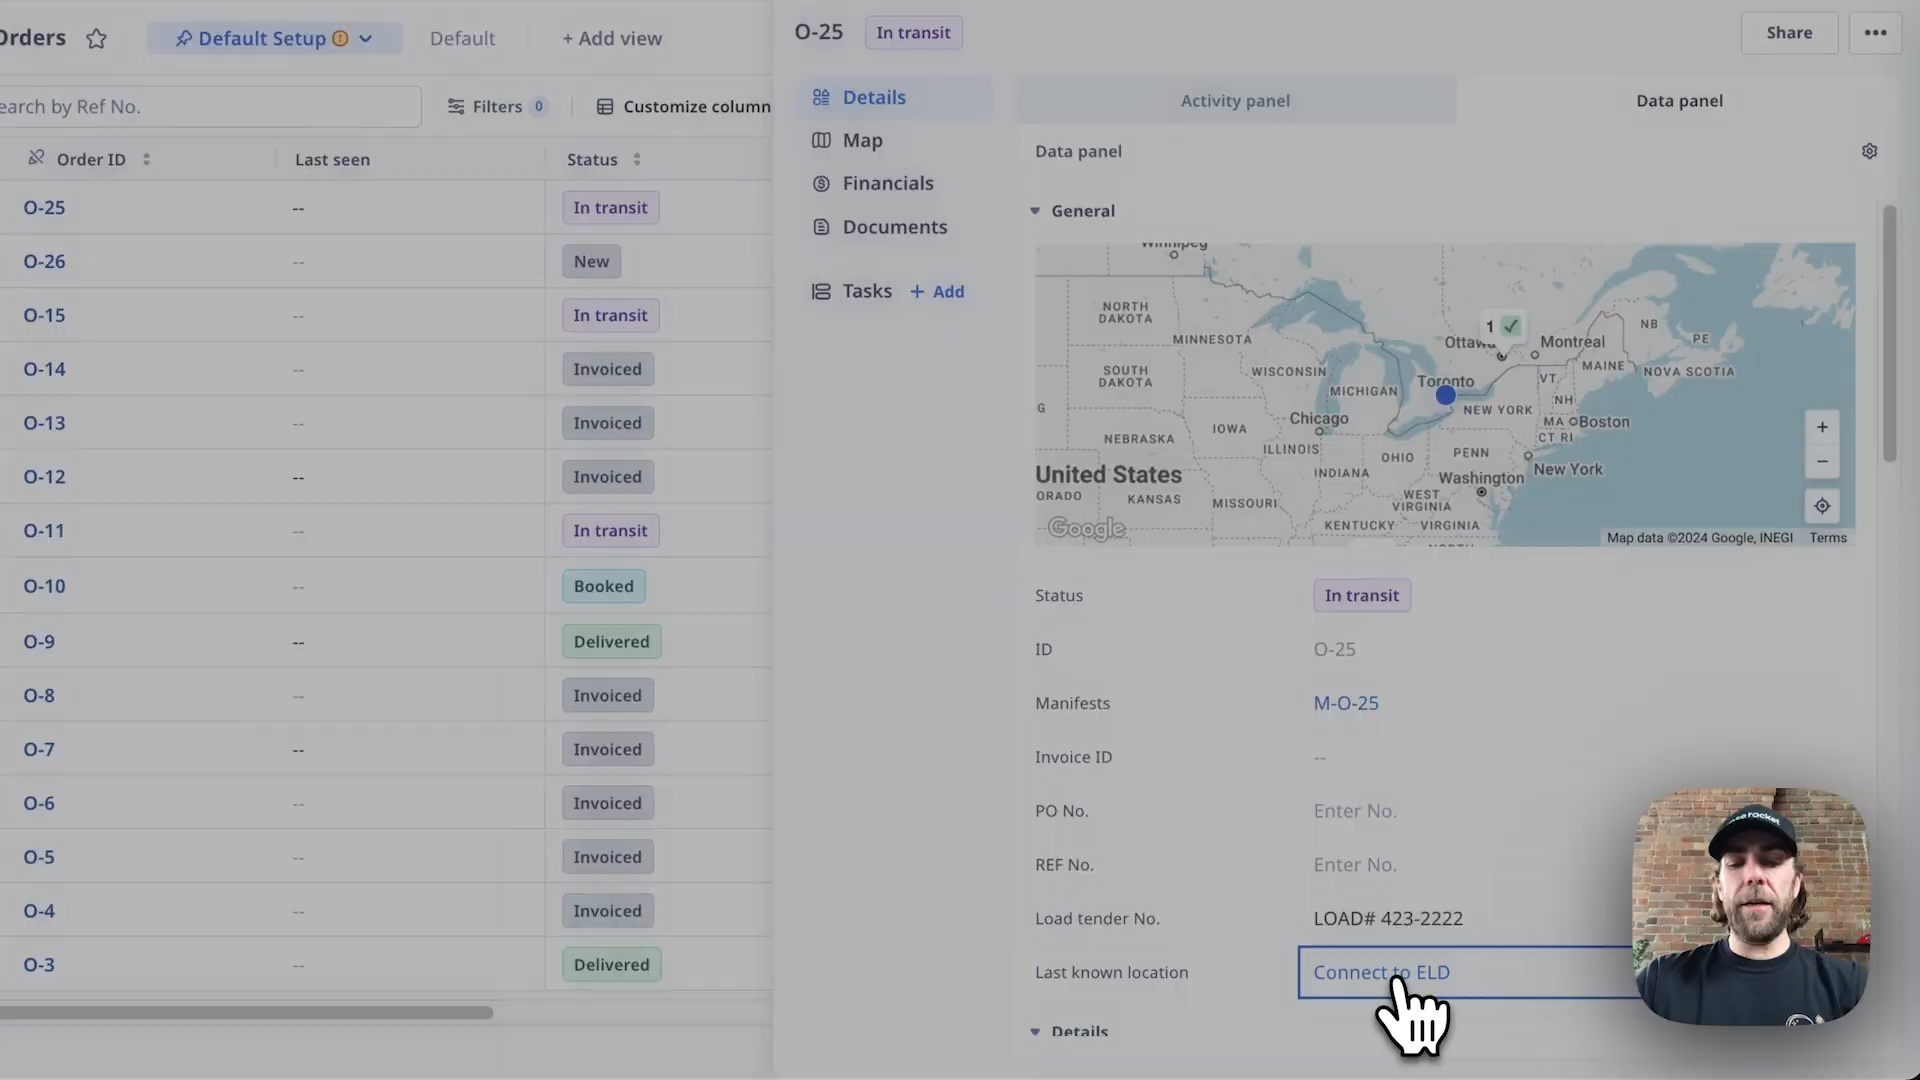 Orders
Default Setup
Default
+ Add view
earch by Ref No.
Filters 0
Customize column
Order ID
Last seen
Status
O-25 -- In transit
O-26 -- New
O-15 -- In transit
O-14 -- Invoiced
O-13 -- Invoiced
O-12 -- Invoiced
O-11 In transit
O-10 Booked
O-9 -- Delivered
O-8 -- Invoiced
O-7 -- Invoiced
O-6 -- Invoiced
O-5 -- Invoiced
O-4 -- Invoiced
O-3 -- Delivered
O-25 In transit
Share
Details
Map
Financials
Documents
Tasks + Add
Activity panel
Data panel
Data panel
General
Winnipeg
NORTH
DAKOTA
MINNESOTA
SOUTH
DAKOTA
WISCONSIN
MICHIGAN
1
Ottawa
Montreal
NB
PE
MAINE
NOVA SCOTIA
Toronto
VT
NH
NEW YORK
G
Chicago
MA
Boston
CT RI
IOWA
NEBRASKA
ILLINOIS
OHIO
PENN
INDIANA
New York
United States
Washington
ORADO
KANSAS
MISSOURI
WEST
VIRGINIA
KENTUCKY
VIRGINIA
NORTH
Google
Map data ©2024 Google, INEGI
Terms
+
−
Status In transit
ID O-25
Manifests M-O-25
Invoice ID --
PO No. Enter No.
REF No. Enter No.
Load tender No. LOAD# 423-2222
Last known location Connect to ELD
Details
rocket